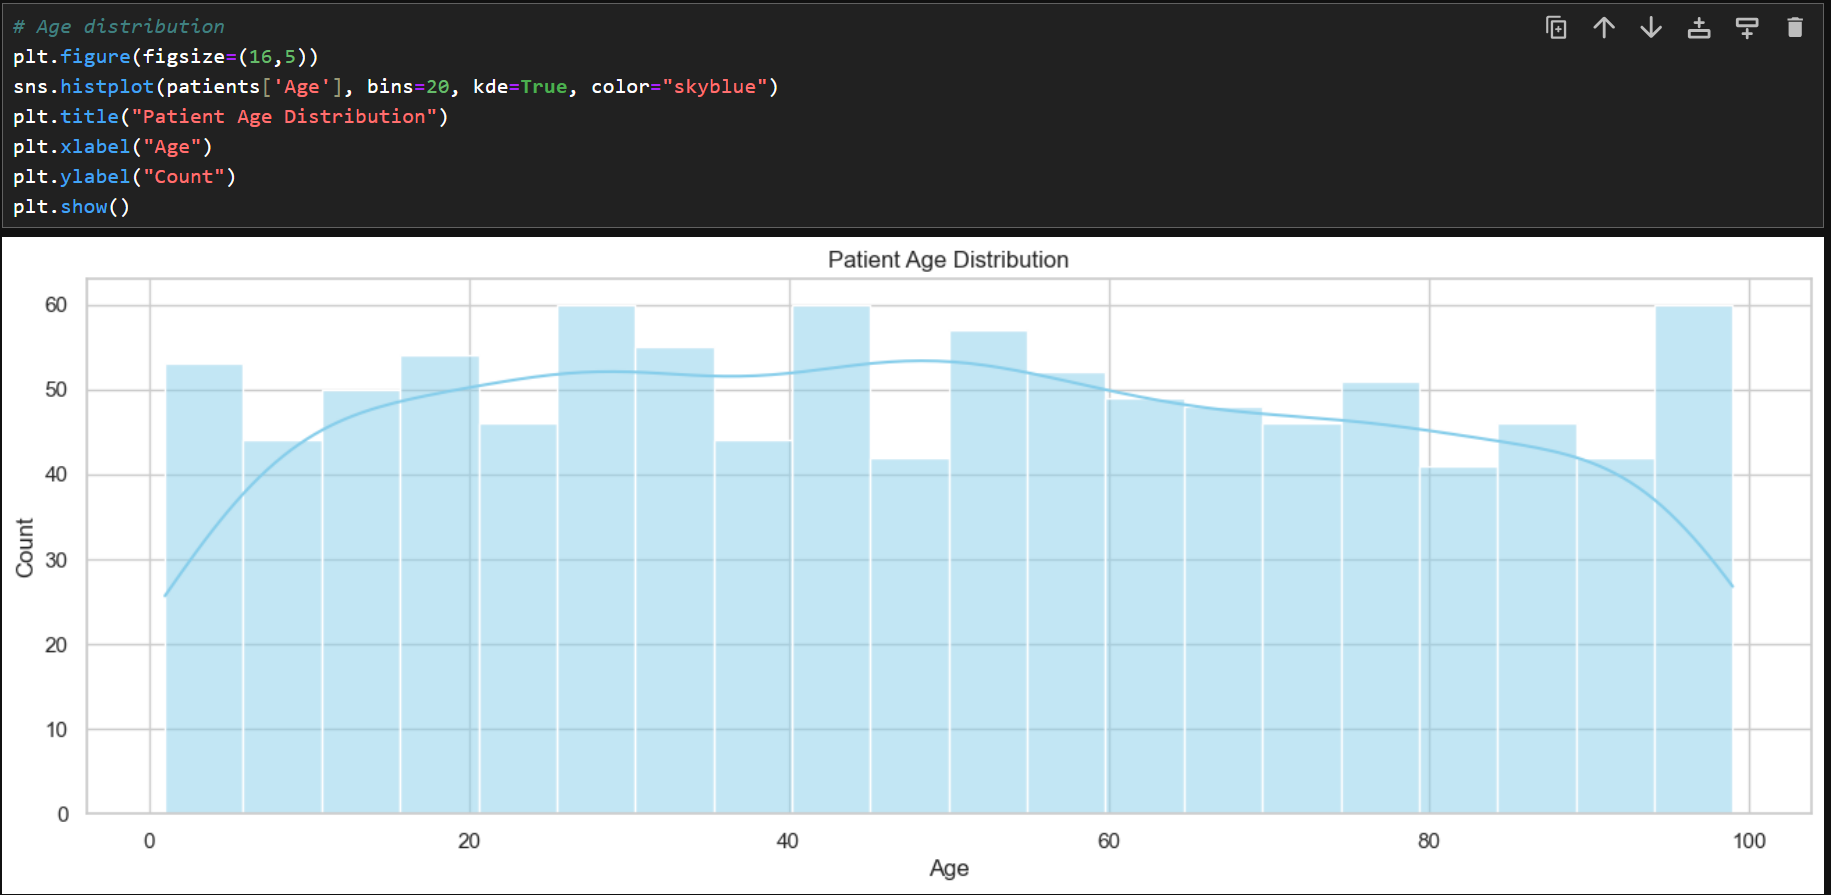 # Age distribution
plt.figure(figsize=(16,5))
sns.histplot(patients['Age'], bins=20, kde=True, color="skyblue")
plt.title("Patient Age Distribution")
plt.xlabel("Age")
plt.ylabel("Count")
plt.show()
Patient Age Distribution
60
50
40
30
20
10
0
Count
0 20 40 60 80 100
Age